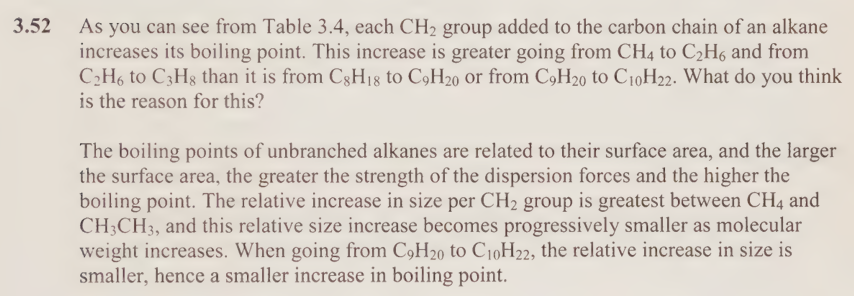 3.52 As you can see from Table 3.4, each CH₂ group added to the carbon chain of an alkane
increases its boiling point. This increase is greater going from CH₄ to C₂H₆ and from
C₂H₆ to C₃H₈ than it is from C₈H₁₈ to C₉H₂₀ or from C₉H₂₀ to C₁₀H₂₂. What do you think
is the reason for this?
The boiling points of unbranched alkanes are related to their surface area, and the larger
the surface area, the greater the strength of the dispersion forces and the higher the
boiling point. The relative increase in size per CH₂ group is greatest between CH₄ and
CH₃CH₃, and this relative size increase becomes progressively smaller as molecular
weight increases. When going from C₉H₂₀ to C₁₀H₂₂, the relative increase in size is
smaller, hence a smaller increase in boiling point.